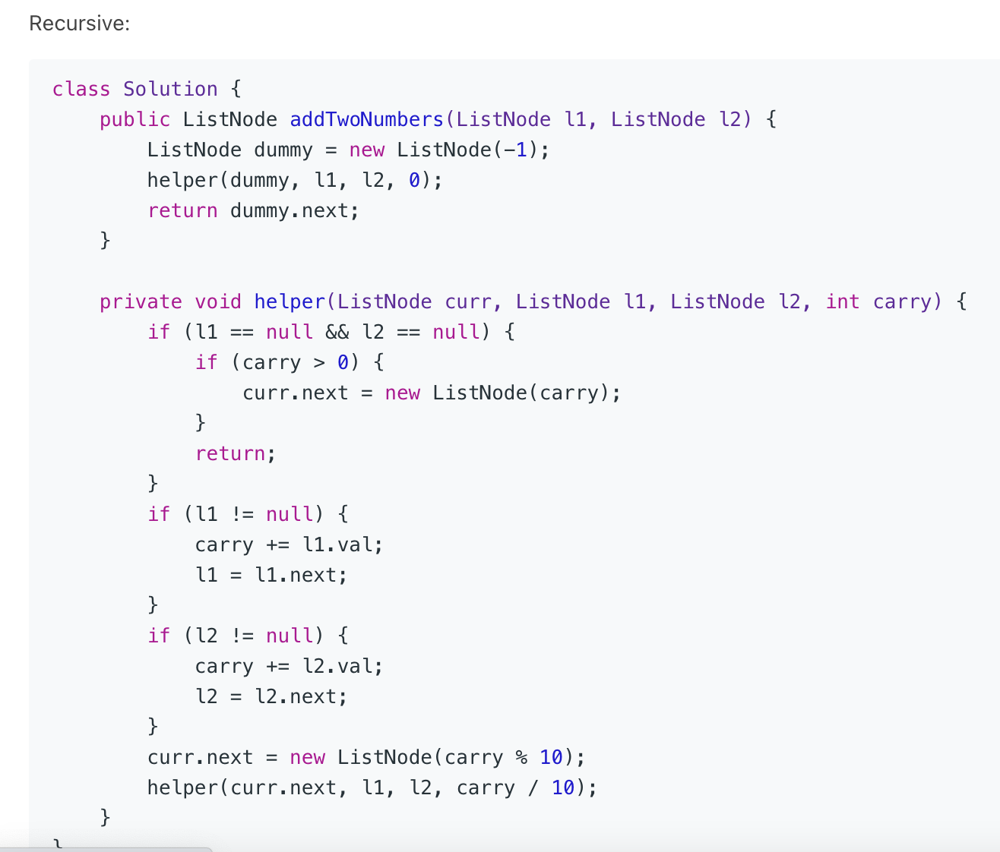 Recursive:
class Solution {
    public ListNode addTwoNumbers(ListNode l1, ListNode l2) {
        ListNode dummy = new ListNode(-1);
        helper(dummy, l1, l2, 0);
        return dummy.next;
    }

    private void helper(ListNode curr, ListNode l1, ListNode l2, int carry) {
        if (l1 == null && l2 == null) {
            if (carry > 0) {
                curr.next = new ListNode(carry);
            }
            return;
        }
        if (l1 != null) {
            carry += l1.val;
            l1 = l1.next;
        }
        if (l2 != null) {
            carry += l2.val;
            l2 = l2.next;
        }
        curr.next = new ListNode(carry % 10);
        helper(curr.next, l1, l2, carry / 10);
    }
}